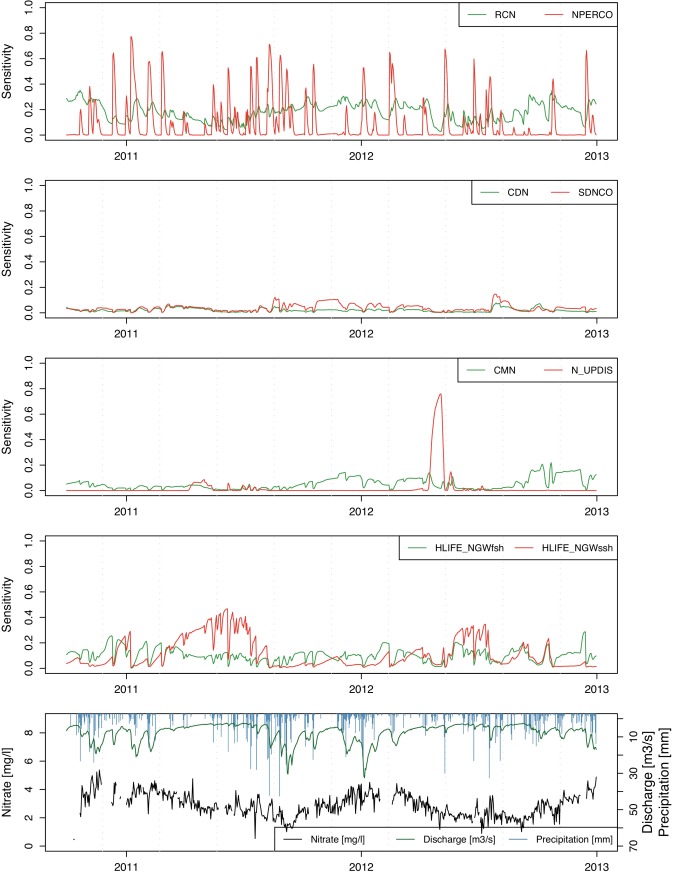 RCN NPERCO
Sensitivity
0.0 0.2 0.4 0.6 0.8 1.0
2011 2012 2013
CDN SDNCO
Sensitivity
0.0 0.2 0.4 0.6 0.8 1.0
2011 2012 2013
CMN N_UPDIS
Sensitivity
0.0 0.2 0.4 0.6 0.8 1.0
2011 2012 2013
HLIFE_NGWfsh HLIFE_NGWssh
Sensitivity
0.0 0.2 0.4 0.6 0.8 1.0
2011 2012 2013
Nitrate [mg/l]
0 2 4 6 8
10 30 50 70
Discharge [m3/s]
Precipitation [mm]
Nitrate [mg/l] Discharge [m3/s] Precipitation [mm]
2011 2012 2013